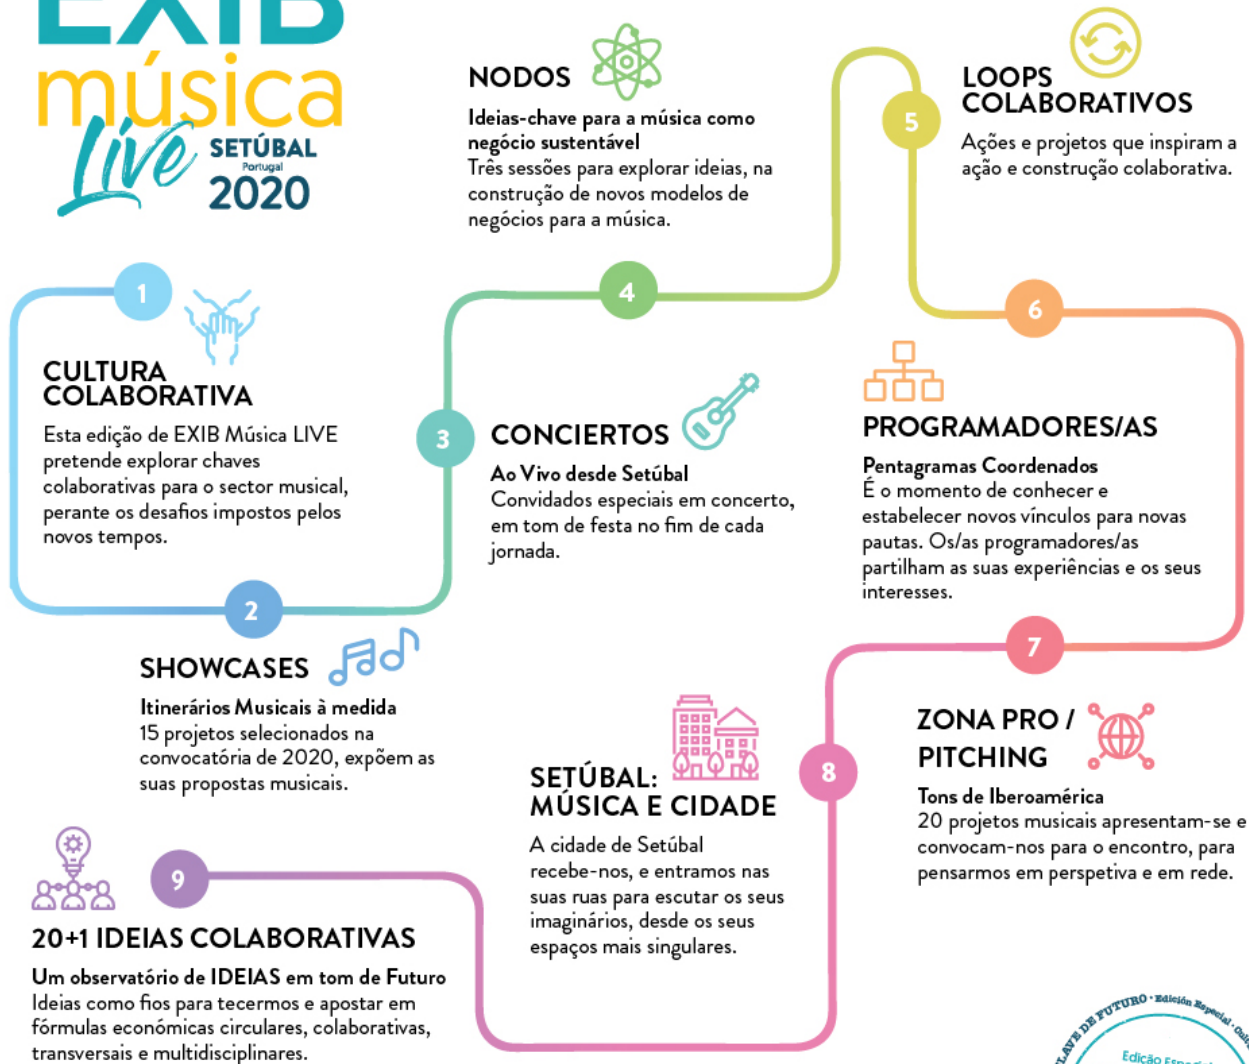 EXIB
música
Live
SETÚBAL
Portugal
2020
1
CULTURA
COLABORATIVA
Esta edição de EXIB Música LIVE
pretende explorar chaves
colaborativas para o sector musical,
perante os desafios impostos pelos
novos tempos.
2
SHOWCASES
Itinerários Musicais à medida
15 projetos selecionados na
convocatória de 2020, expõem as
suas propostas musicais.
3
CONCIERTOS
Ao Vivo desde Setúbal
Convidados especiais em concerto,
em tom de festa no fim de cada
jornada.
4
NODOS
Ideias-chave para a música como
negócio sustentável
Três sessões para explorar ideias, na
construção de novos modelos de
negócios para a música.
5
LOOPS
COLABORATIVOS
Ações e projetos que inspiram a
ação e construção colaborativa.
6
PROGRAMADORES/AS
Pentagramas Coordenados
É o momento de conhecer e
estabelecer novos vínculos para novas
pautas. Os/as programadores/as
partilham as suas experiências e os seus
interesses.
7
ZONA PRO /
PITCHING
Tons de Iberoamérica
20 projetos musicais apresentam-se e
convocam-nos para o encontro, para
pensarmos em perspetiva e em rede.
8
SETÚBAL:
MÚSICA E CIDADE
A cidade de Setúbal
recebe-nos, e entramos nas
suas ruas para escutar os seus
imaginários, desde os seus
espaços mais singulares.
9
20+1 IDEIAS COLABORATIVAS
Um observatório de IDEIAS em tom de Futuro
Ideias como fios para tecermos e apostar em
fórmulas económicas circulares, colaborativas,
transversais e multidisciplinares.
DE FUTURO · Edición Especial ·
Edição